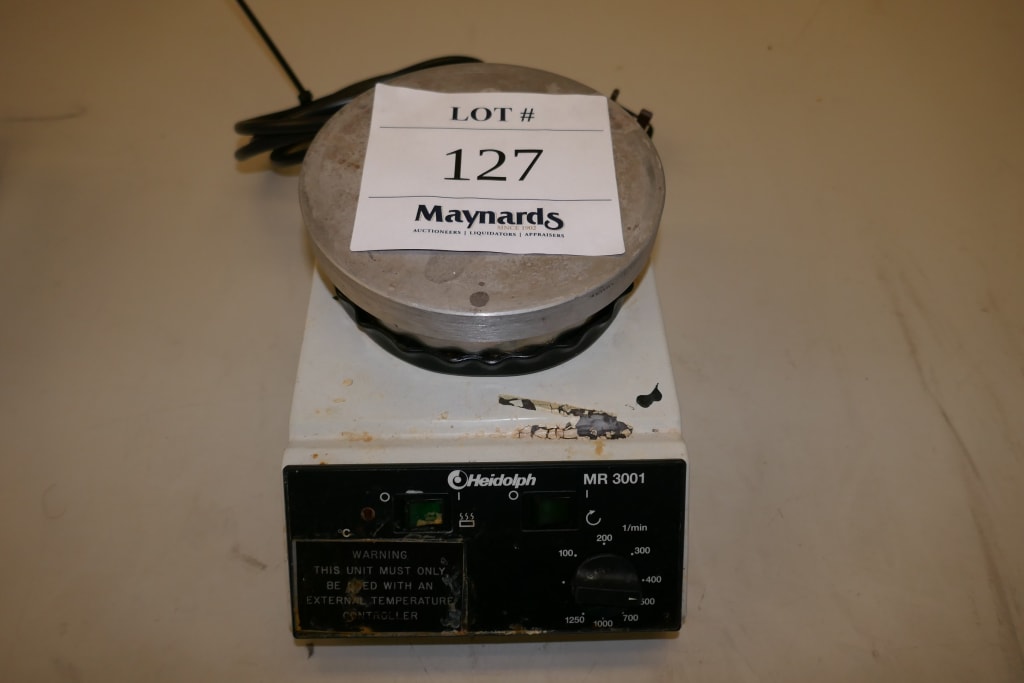 LOT #
127
Maynards
SINCE 1902
AUCTIONEERS | LIQUIDATORS | APPRAISERS
Heidolph MR 3001
O I O I
°C
1/min
100 200 300 400 500 700 1000 1250
WARNING
THIS UNIT MUST ONLY
BE ED WITH AN
EXTERNAL TEMPERATURE
CONTROLLER